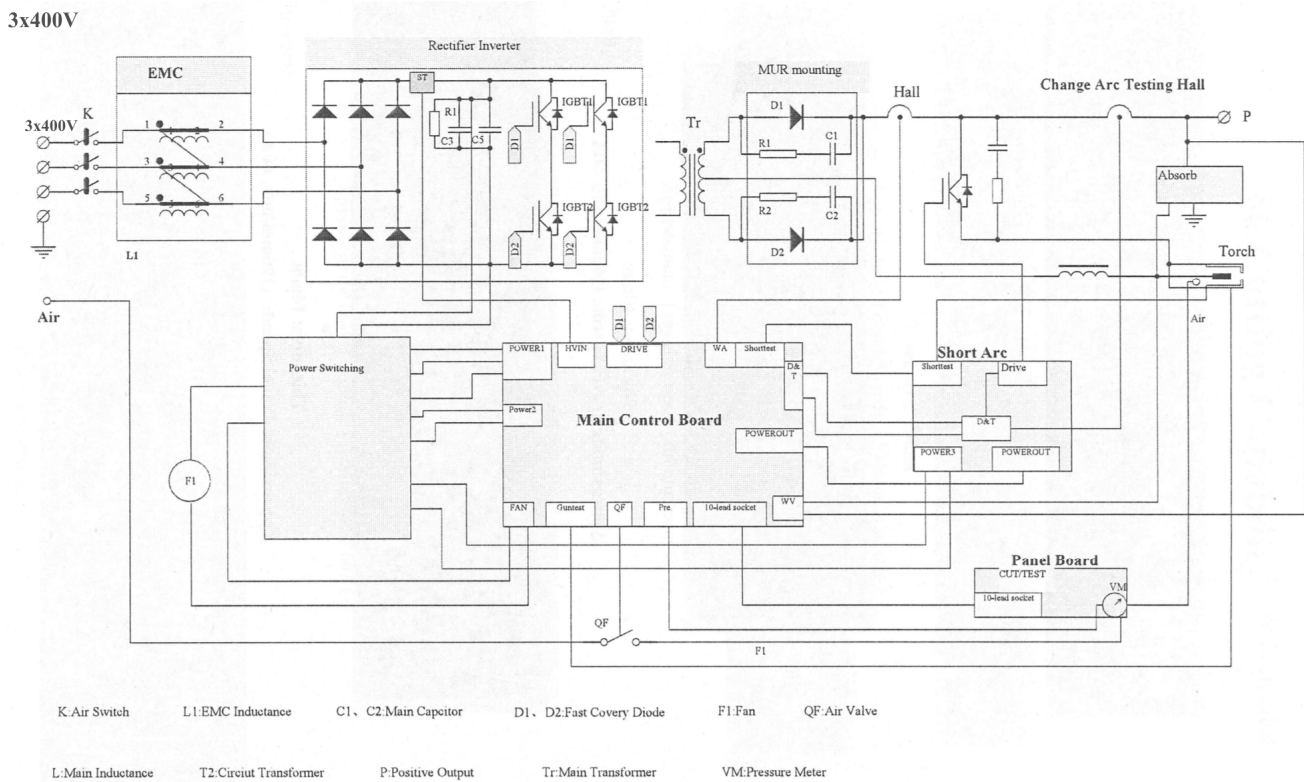 3x400V
Rectifier Inverter
EMC
ST
MUR mounting
Change Arc Testing Hall
K
3x400V
1 2
3 4
5 6
L1
R1
C3 C5
IGBT1 IGBT1
D1 D1
IGBT2 IGBT2
D2 D2
Tr
D1
R1 C1
R2 C2
D2
Hall
P
Absorb
Torch
Air
Air
D1 D2
Power Switching
POWER1 HVIN DRIVE WA Shorttest
D&
T
Power2
Main Control Board
POWEROUT
WV
FAN Guntest QF Pre. 10-lead socket
Short Arc
Shorttest Drive
D&T
POWER3 POWEROUT
F1
Panel Board
CUT/TEST
10-lead socket
VM
QF
F1
K:Air Switch L1:EMC Inductance C1、C2:Main Capcitor D1、D2:Fast Covery Diode F1:Fan QF:Air Valve
L:Main Inductance T2:Circiut Transformer P:Positive Output Tr:Main Transformer VM:Pressure Meter